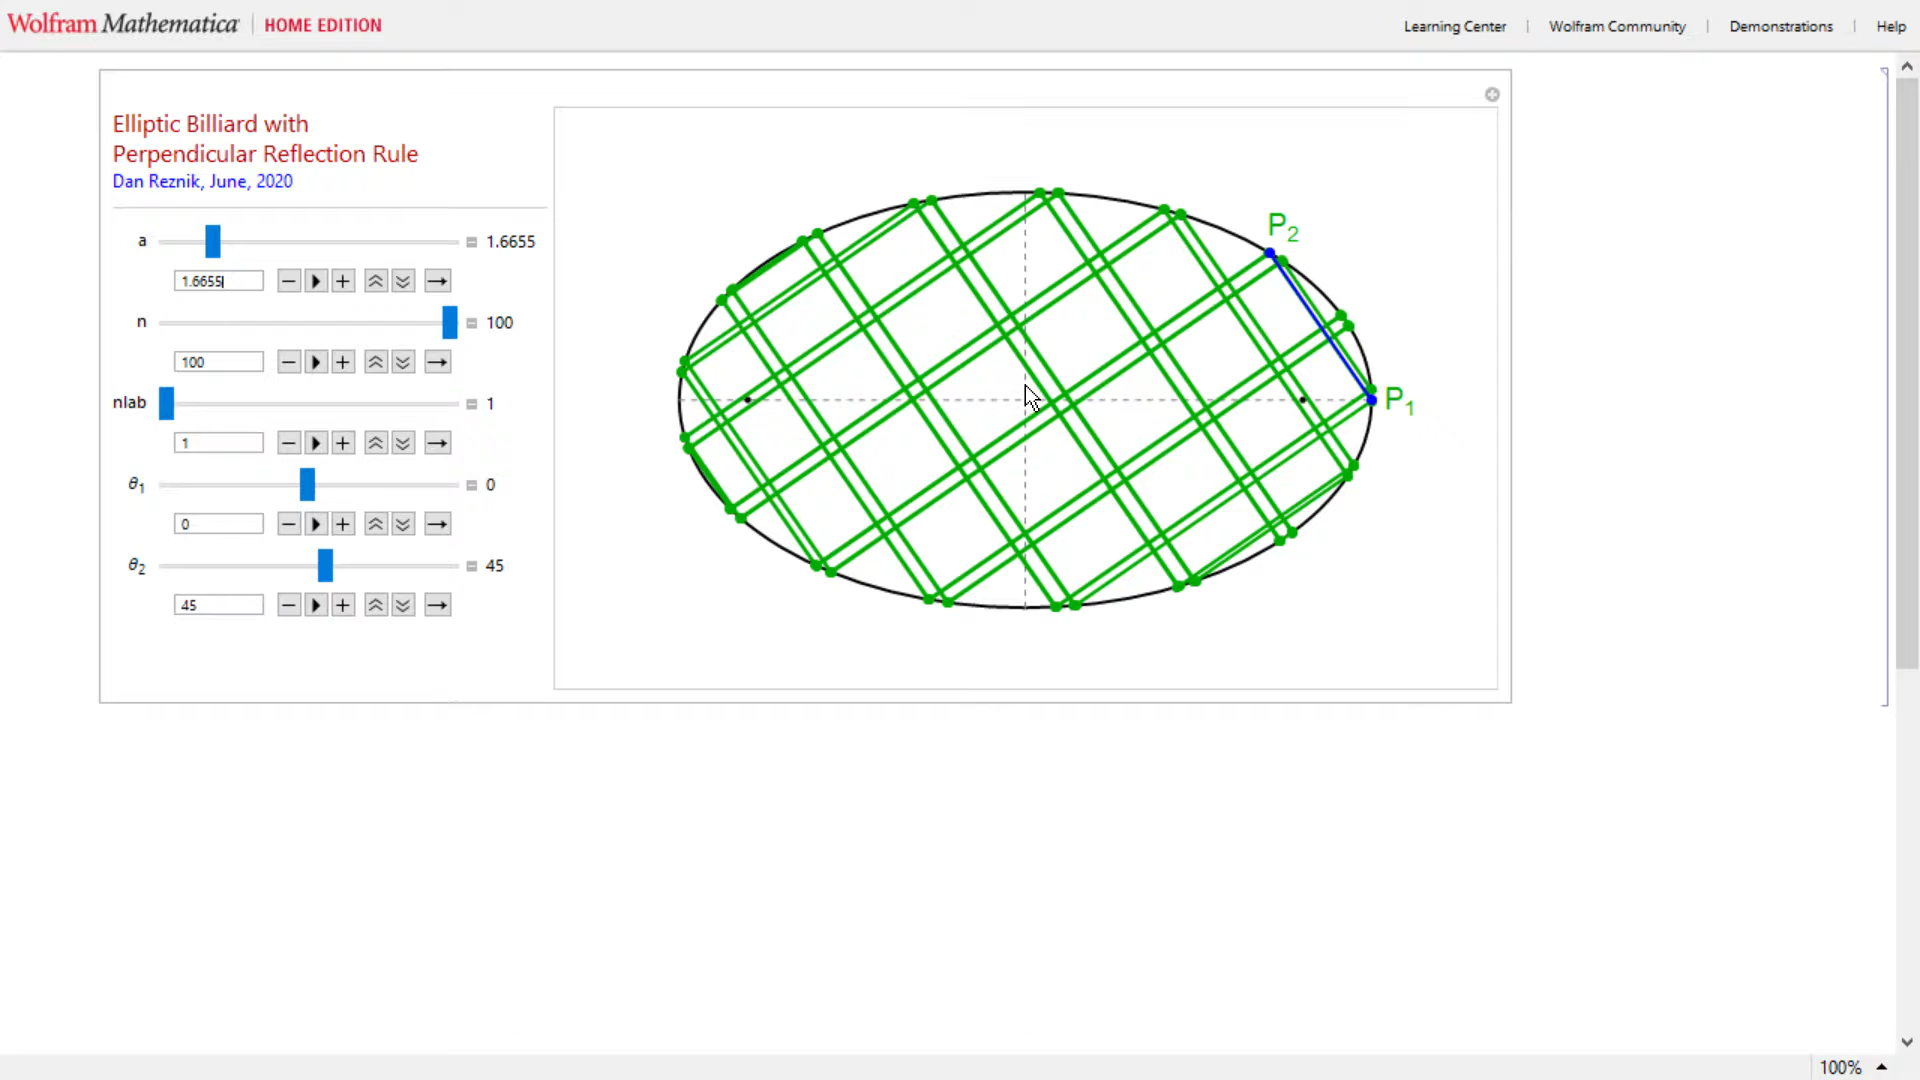 Wolfram Mathematica | HOME EDITION
Learning Center | Wolfram Community | Demonstrations | Help
Elliptic Billiard with
Perpendicular Reflection Rule
Dan Reznik, June, 2020
a 1.6655
1.6655
n 100
100
nlab 1
1
θ1 0
0
θ2 45
45
P2
P1
100%